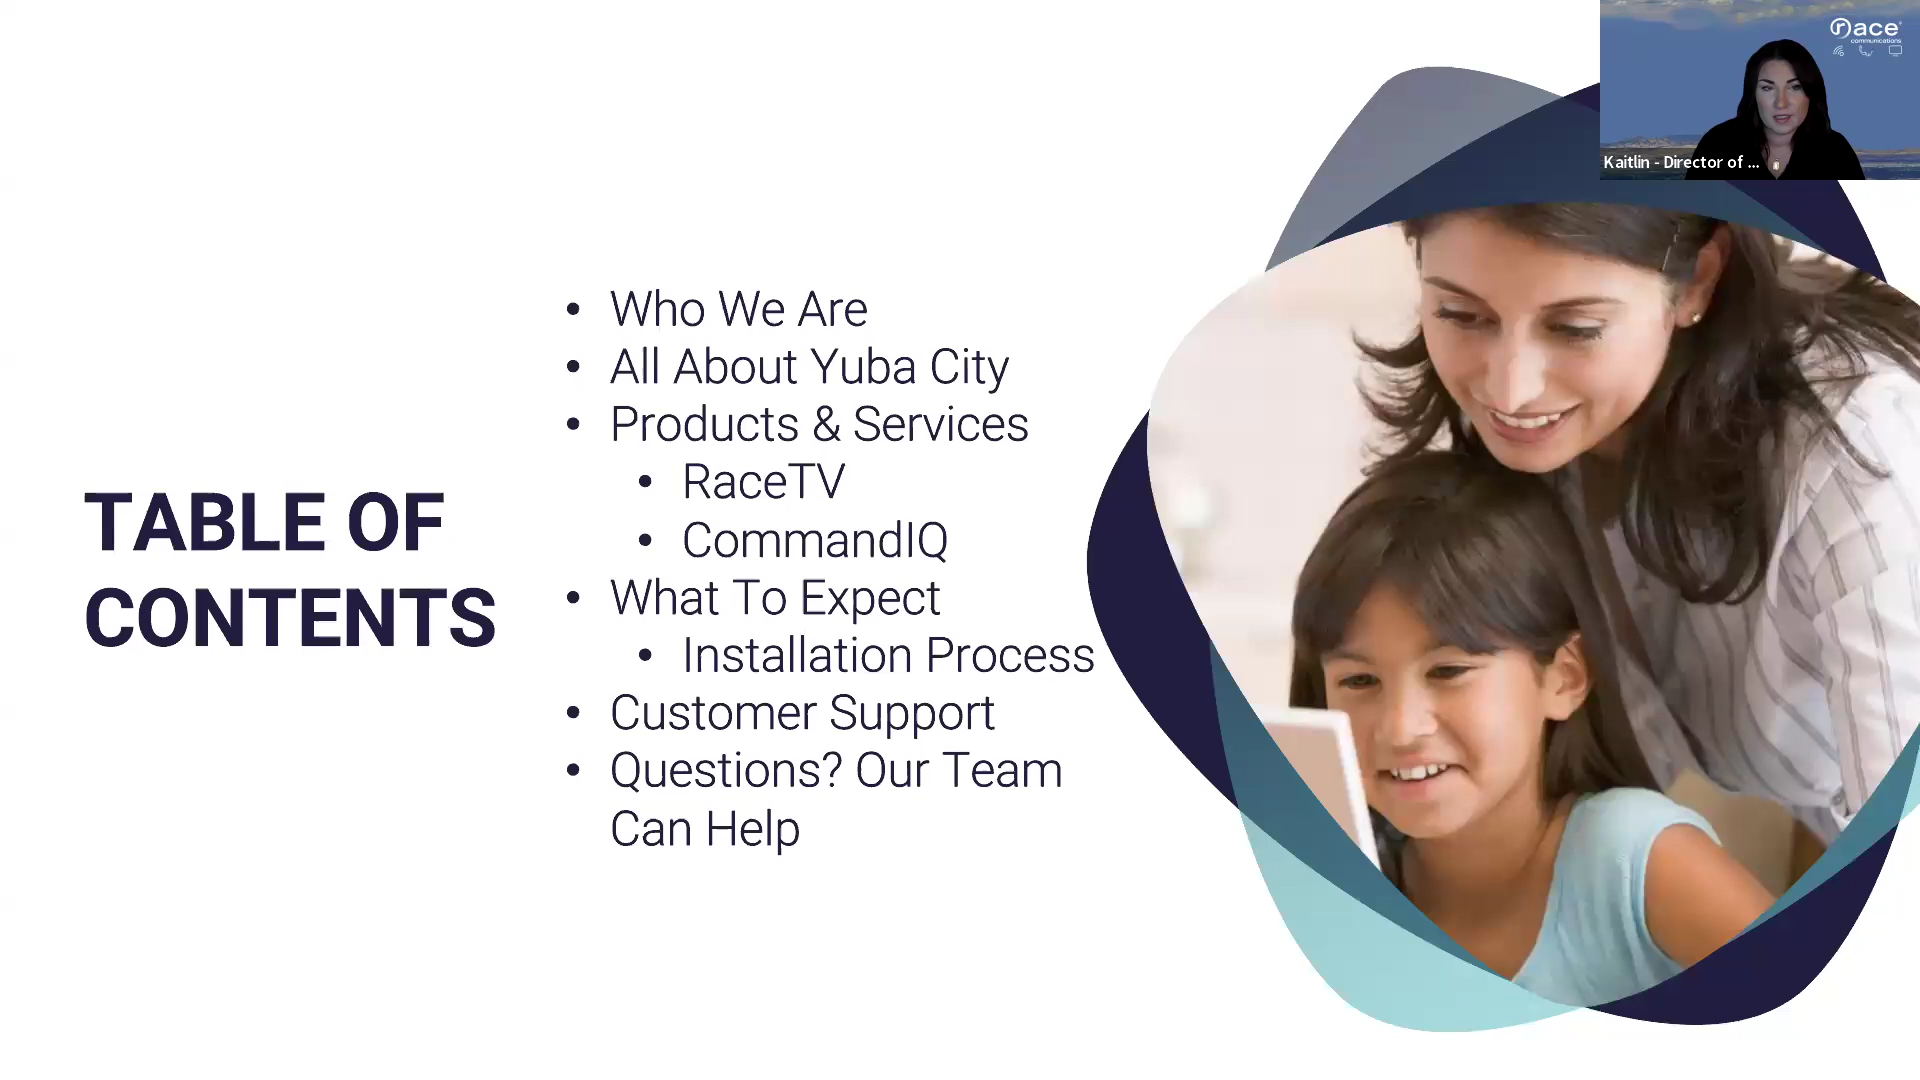 race
communications
Kaitlin - Director of ...
TABLE OF
CONTENTS
• Who We Are
• All About Yuba City
• Products & Services
• RaceTV
• CommandIQ
• What To Expect
• Installation Process
• Customer Support
• Questions? Our Team
Can Help